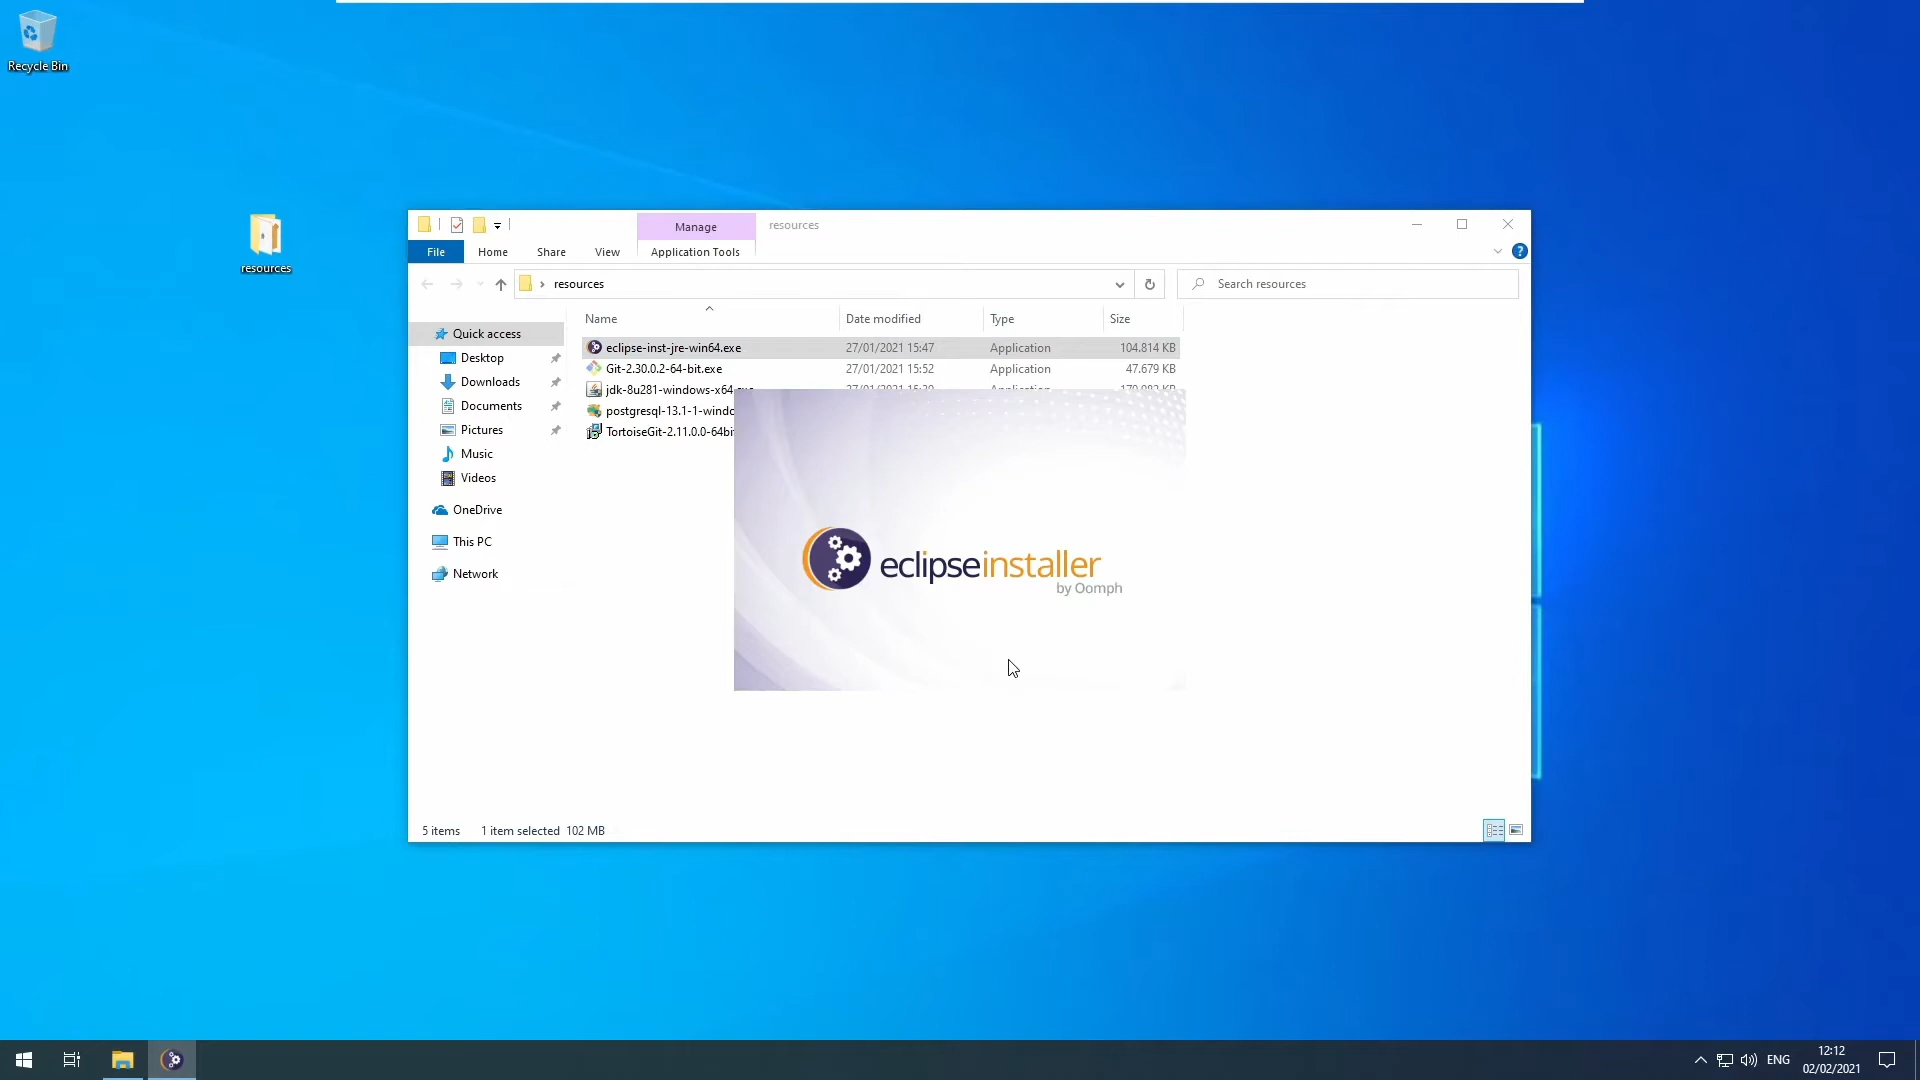 Recycle Bin
resources
Manage
resources
File
Home
Share
View
Application Tools
resources
Search resources
Name
Date modified
Type
Size
Quick access
Desktop
Downloads
Documents
Pictures
Music
Videos
OneDrive
This PC
Network
eclipse-inst-jre-win64.exe 27/01/2021 15:47 Application 104.814 KB
Git-2.30.0.2-64-bit.exe 27/01/2021 15:52 Application 47.679 KB
jdk-8u281-windows-x64.exe
postgresql-13.1-1-windo
TortoiseGit-2.11.0.0-64bi
eclipseinstaller
by Oomph
5 items 1 item selected 102 MB
ENG
12:12
02/02/2021